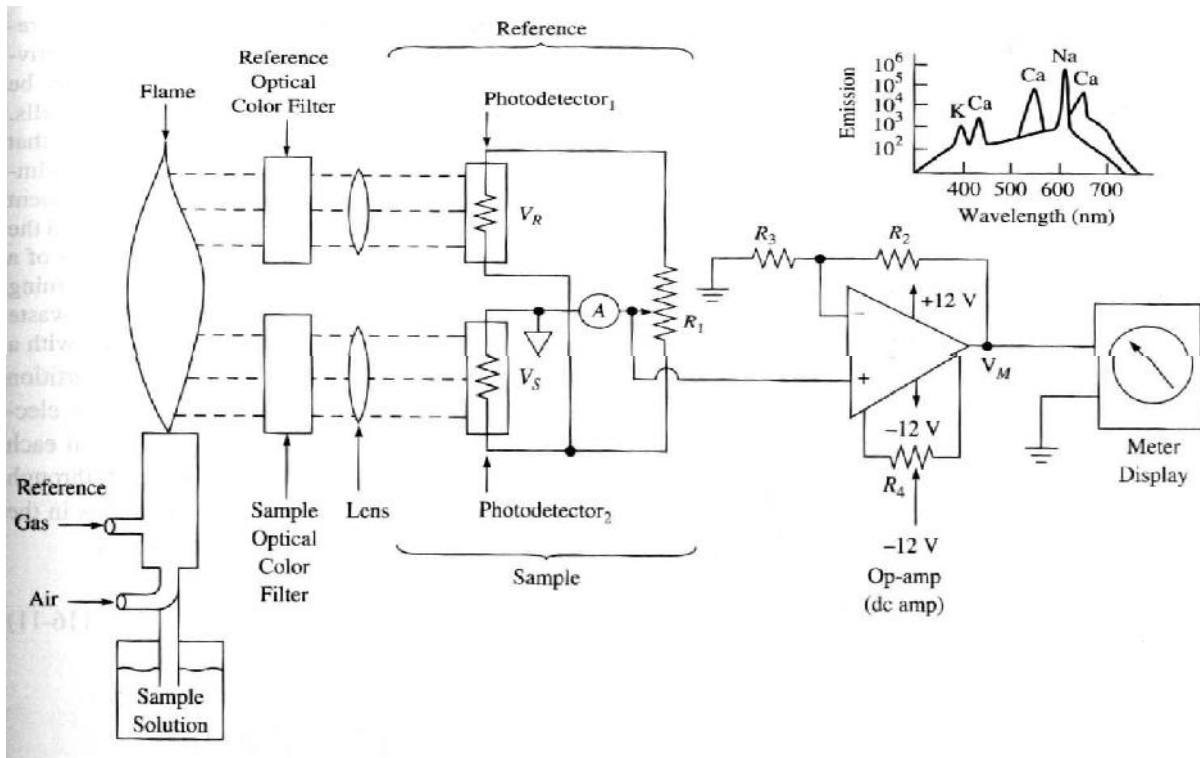 Reference
Reference
Optical
Color Filter
Flame
Photodetector1
VR
Emission
10^6
10^5
10^4
10^3
10^2
K
Ca
Ca
Na
Ca
400 500 600 700
Wavelength (nm)
R3
R2
+12 V
A
R1
VS
−
+
VM
−12 V
R4
−12 V
Op-amp
(dc amp)
Meter
Display
Reference
Gas
Air
Sample
Solution
Sample
Optical
Color
Filter
Lens
Photodetector2
Sample